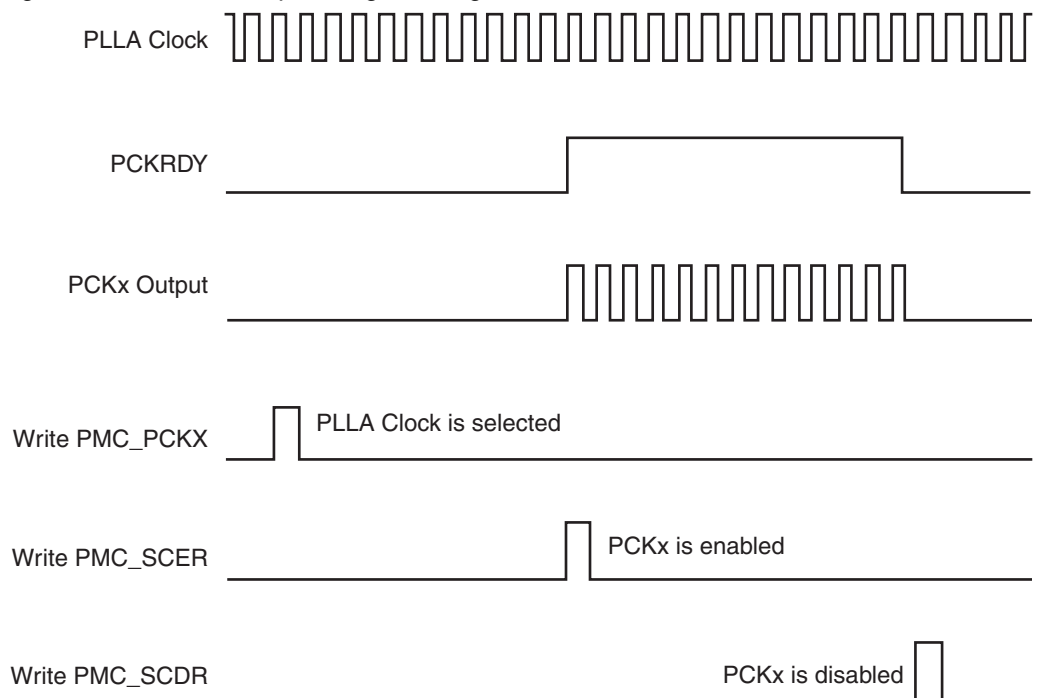 PLLA Clock
PCKRDY
PCKx Output
Write PMC_PCKX
PLLA Clock is selected
Write PMC_SCER
PCKx is enabled
Write PMC_SCDR
PCKx is disabled